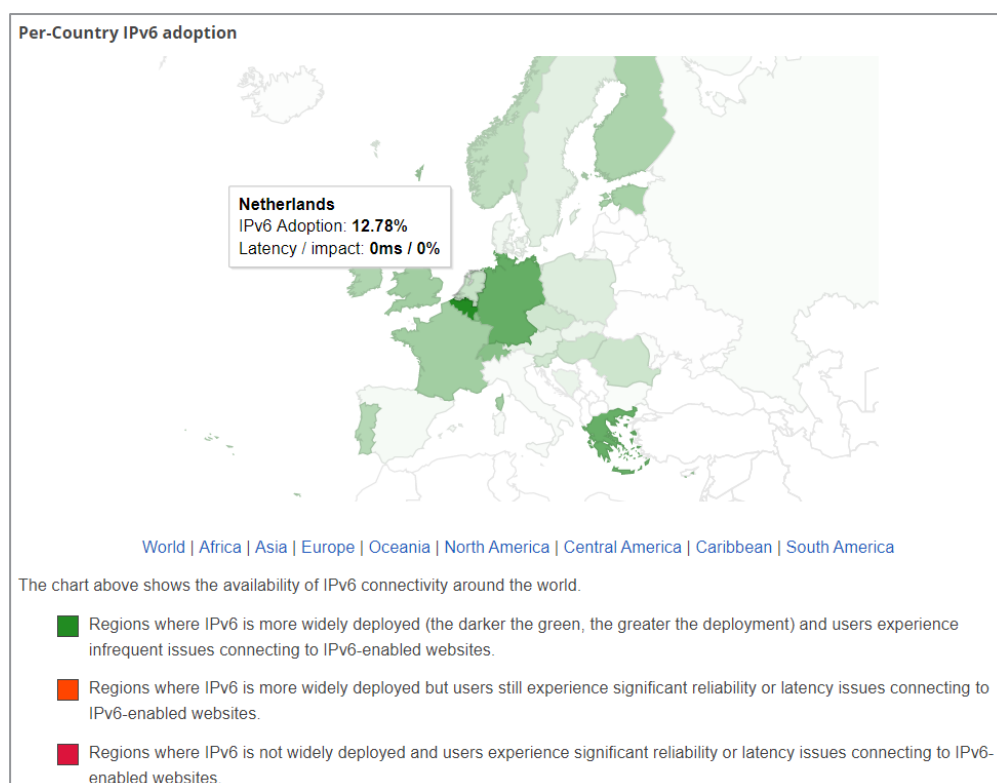 Per-Country IPv6 adoption
Netherlands
IPv6 Adoption: 12.78%
Latency / impact: 0ms / 0%
World | Africa | Asia | Europe | Oceania | North America | Central America | Caribbean | South America
The chart above shows the availability of IPv6 connectivity around the world.
Regions where IPv6 is more widely deployed (the darker the green, the greater the deployment) and users experience
infrequent issues connecting to IPv6-enabled websites.
Regions where IPv6 is more widely deployed but users still experience significant reliability or latency issues connecting to
IPv6-enabled websites.
Regions where IPv6 is not widely deployed and users experience significant reliability or latency issues connecting to IPv6-
enabled websites.